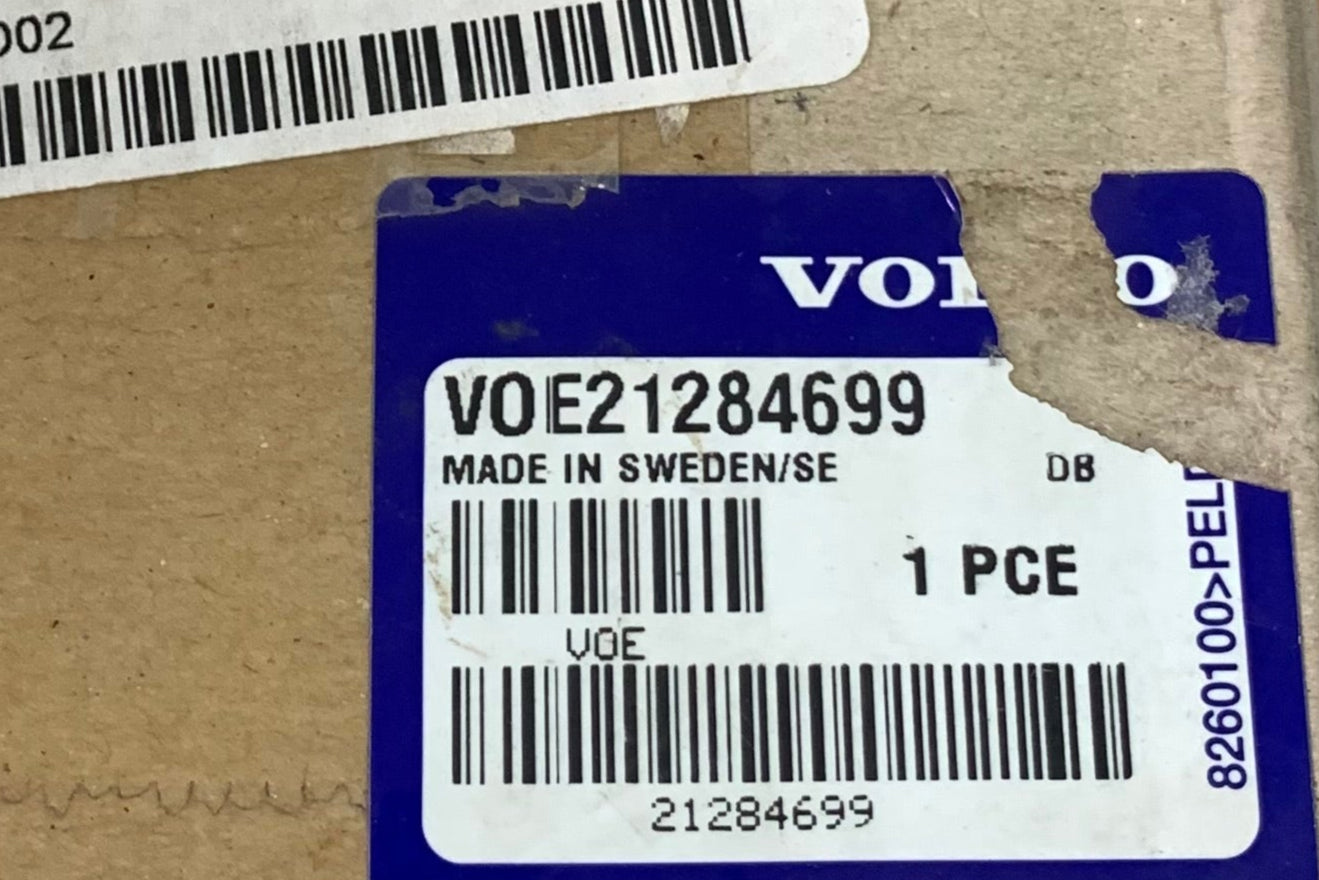 002
VOLVO
VOE21284699
MADE IN SWEDEN/SE DB
1 PCE
VOE
21284699
8260100>PEL